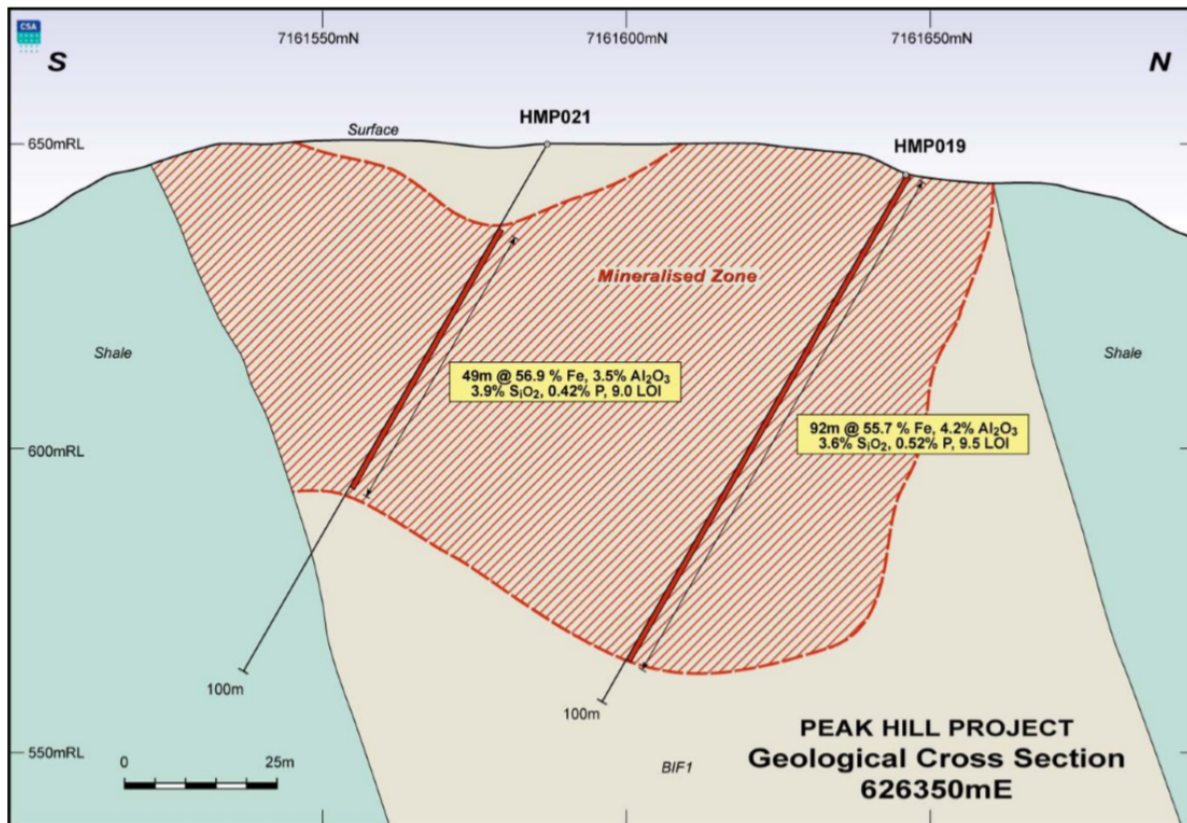 CSA
7161550mN
7161600mN
7161650mN
S
N
HMP021
Surface
650mRL
HMP019
Mineralised Zone
Shale
Shale
49m @ 56.9 % Fe, 3.5% Al₂O₃
3.9% SiO₂, 0.42% P, 9.0 LOI
92m @ 55.7 % Fe, 4.2% Al₂O₃
3.6% SiO₂, 0.52% P, 9.5 LOI
600mRL
100m
100m
550mRL
0
25m
BIF1
PEAK HILL PROJECT
Geological Cross Section
626350mE